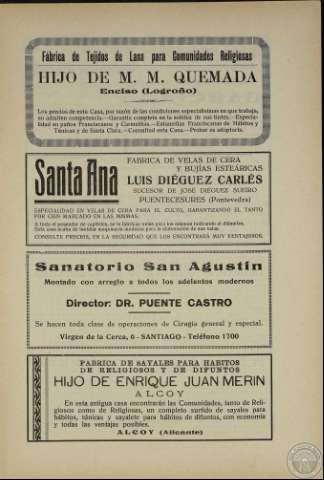 Fábrica de Tejidos de Lana para Comunidades Religiosas
HIJO DE M. M. QUEMADA
Enciso (Logroño)
Los precios de esta Casa, por razón de las condiciones especialísimas en que trabaja,
no admiten competencia.—Garantía completa en la solidez de sus tintes.—Especia-
lidad en paños Franciscanos y Carmelitas.—Estameñas Franciscanas de Hábitos y
Túnicas y de Santa Clara.—Consultad esta Casa.—Probar es adoptarla.
Santa Ana
FABRICA DE VELAS DE CERA
Y BUJÍAS ESTEÁRICAS
LUIS DIÉGUEZ CARLÉS
SUCESOR DE JOSÉ DIEGUEZ SUEIRO
PUENTECESURES (Pontevedra)
ESPECIALIDAD EN VELAS DE CERA PARA EL CULTO, GARANTIZANDO EL TANTO
POR CIEN MARCADO EN LAS MISMAS.
CONSULTE PRECIOS, EN LA SEGURIDAD QUE LOS ENCONTRARÁ MUY VENTAJOSOS.
Sanatorio San Agustín
Montado con arreglo a todos los adelantos modernos
Director: DR. PUENTE CASTRO
Se hacen toda clase de operaciones de Cirugía general y especial.
Virgen de la Cerca, 6 - SANTIAGO - Teléfono 1700
FABRICA DE SAYALES PARA HABITOS
DE RELIGIOSOS Y DE DIFUNTOS
HIJO DE ENRIQUE JUAN MERIN
ALCOY
En esta antigua casa encontrarán las Comunidades, tanto de Reli-
giosos como de Religiosas, un completo surtido de sayales para
hábitos, túnicas y sayalete para hábitos de difuntos, con economía
y todas las ventajas posibles.
ALCOY (Alicante)